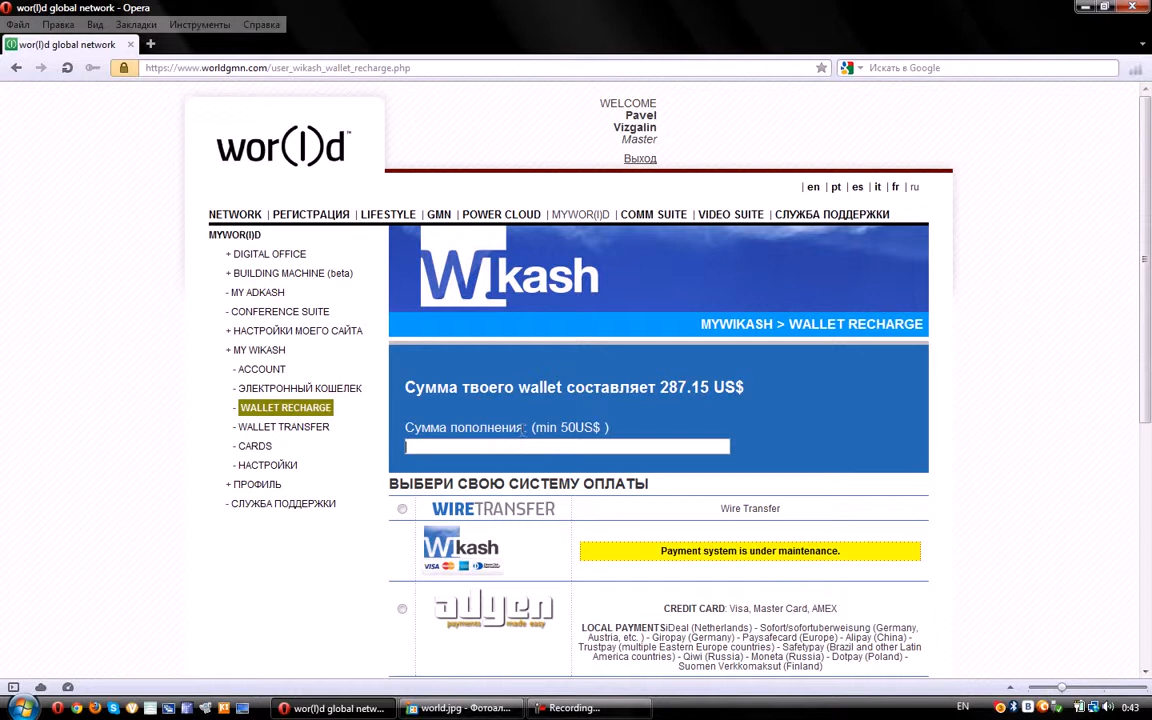 wor(l)d global network - Opera
Файл Правка Вид Закладки Инструменты Справка
wor(l)d global network
https://www.worldgmn.com/user_wikash_wallet_recharge.php
Искать в Google
wor(l)d™
WELCOME
Pavel
Vizgalin
Master
Выход
| en | pt | es | it | fr | ru
NETWORK | РЕГИСТРАЦИЯ | LIFESTYLE | GMN | POWER CLOUD | MYWOR(l)D | COMM SUITE | VIDEO SUITE | СЛУЖБА ПОДДЕРЖКИ
MYWOR(l)D
+ DIGITAL OFFICE
+ BUILDING MACHINE (beta)
- MY ADKASH
- CONFERENCE SUITE
+ НАСТРОЙКИ МОЕГО САЙТА
+ MY WIKASH
- ACCOUNT
- ЭЛЕКТРОННЫЙ КОШЕЛЕК
- WALLET RECHARGE
- WALLET TRANSFER
- CARDS
- НАСТРОЙКИ
+ ПРОФИЛЬ
- СЛУЖБА ПОДДЕРЖКИ
WIkash
MYWIKASH > WALLET RECHARGE
Сумма твоего wallet составляет 287.15 US$
Сумма пополнения: (min 50US$ )
ВЫБЕРИ СВОЮ СИСТЕМУ ОПЛАТЫ
WIRETRANSFER
Wire Transfer
WIkash
VISA
Payment system is under maintenance.
adyen
payments made easy
CREDIT CARD: Visa, Master Card, AMEX
LOCAL PAYMENTSiDeal (Netherlands) - Sofort/sofortuberweisung (Germany,
Austria, etc. ) - Giropay (Germany) - Paysafecard (Europe) - Alipay (China) -
Trustpay (multiple Eastern Europe countries) - Safetypay (Brazil and other Latin
America countries) - Qiwi (Russia) - Moneta (Russia) - Dotpay (Poland) -
Suomen Verkkomaksut (Finland)
wor(l)d global netw...
world.jpg - Фотоал...
Recording...
EN
0:43